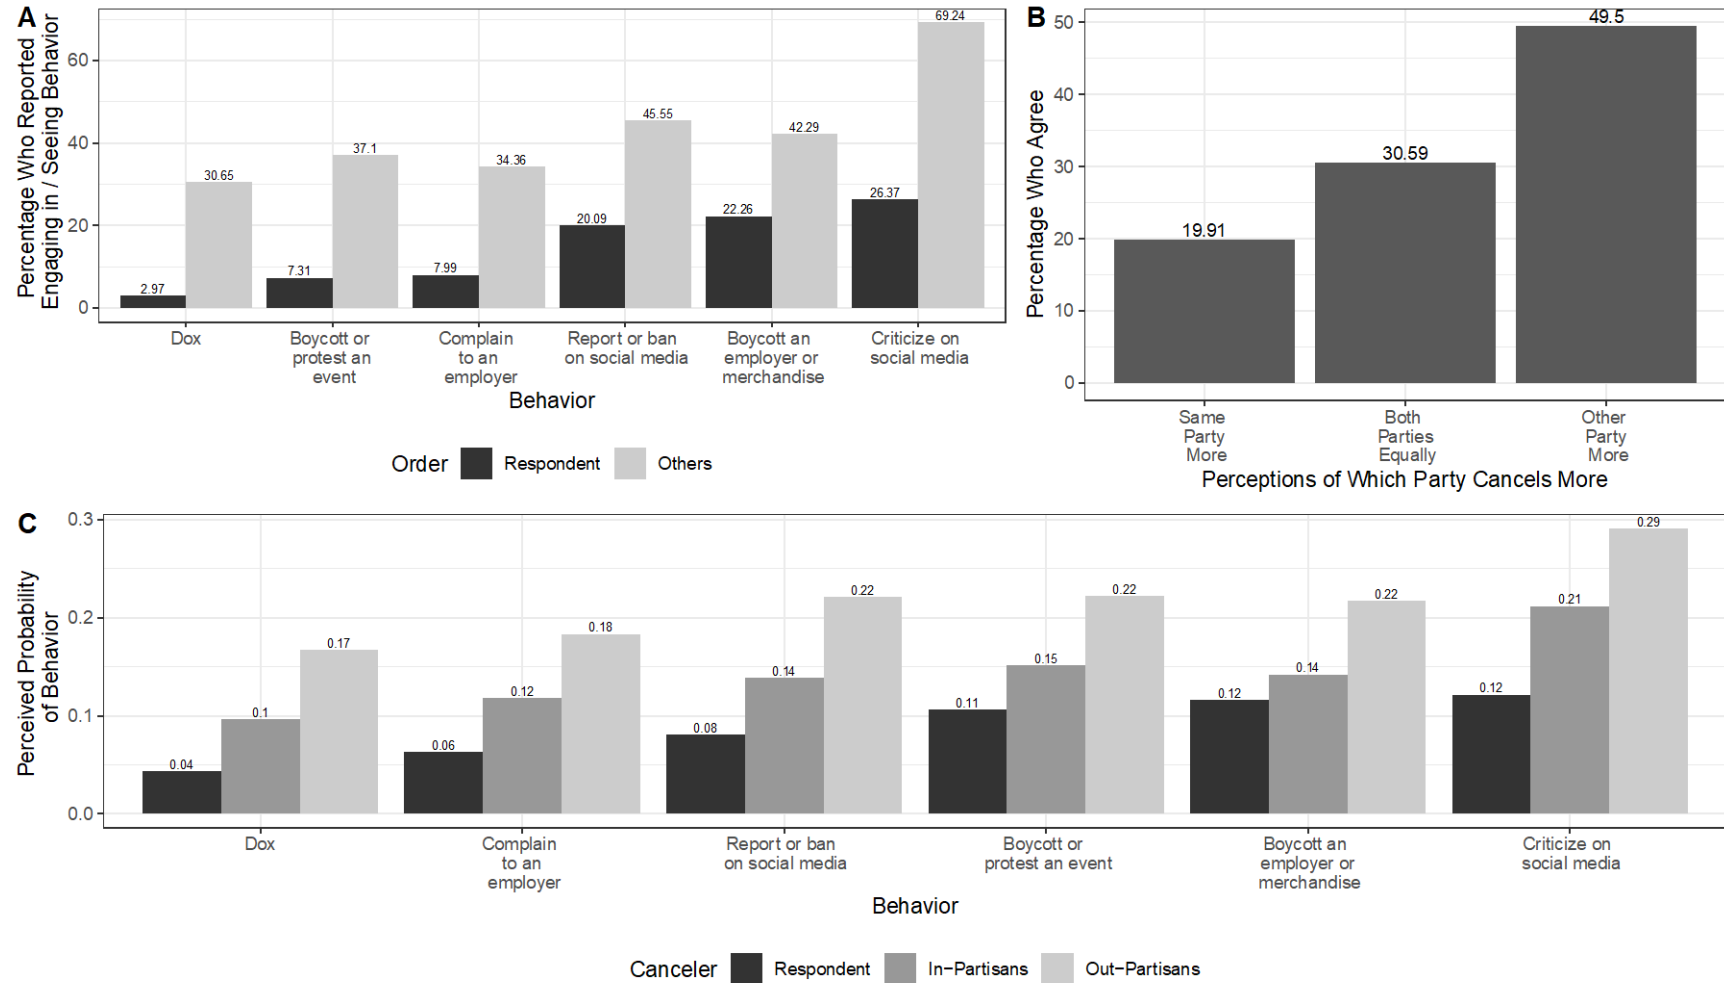 A
Percentage Who Reported
Engaging in / Seeing Behavior
60
40
20
0
2.97
30.65
7.31
37.1
7.99
34.36
20.09
45.55
22.26
42.29
26.37
69.24
Dox
Boycott or
protest an
event
Complain
to an
employer
Report or ban
on social media
Boycott an
employer or
merchandise
Criticize on
social media
Behavior
Order
Respondent
Others
B
Percentage Who Agree
50
40
30
20
10
0
19.91
30.59
49.5
Same
Party
More
Both
Parties
Equally
Other
Party
More
Perceptions of Which Party Cancels More
C
Perceived Probability
of Behavior
0.3
0.2
0.1
0.0
0.04
0.1
0.17
0.06
0.12
0.18
0.08
0.14
0.22
0.11
0.15
0.22
0.12
0.14
0.22
0.12
0.21
0.29
Dox
Complain
to an
employer
Report or ban
on social media
Boycott or
protest an event
Boycott an
employer or
merchandise
Criticize on
social media
Behavior
Canceler
Respondent
In−Partisans
Out−Partisans